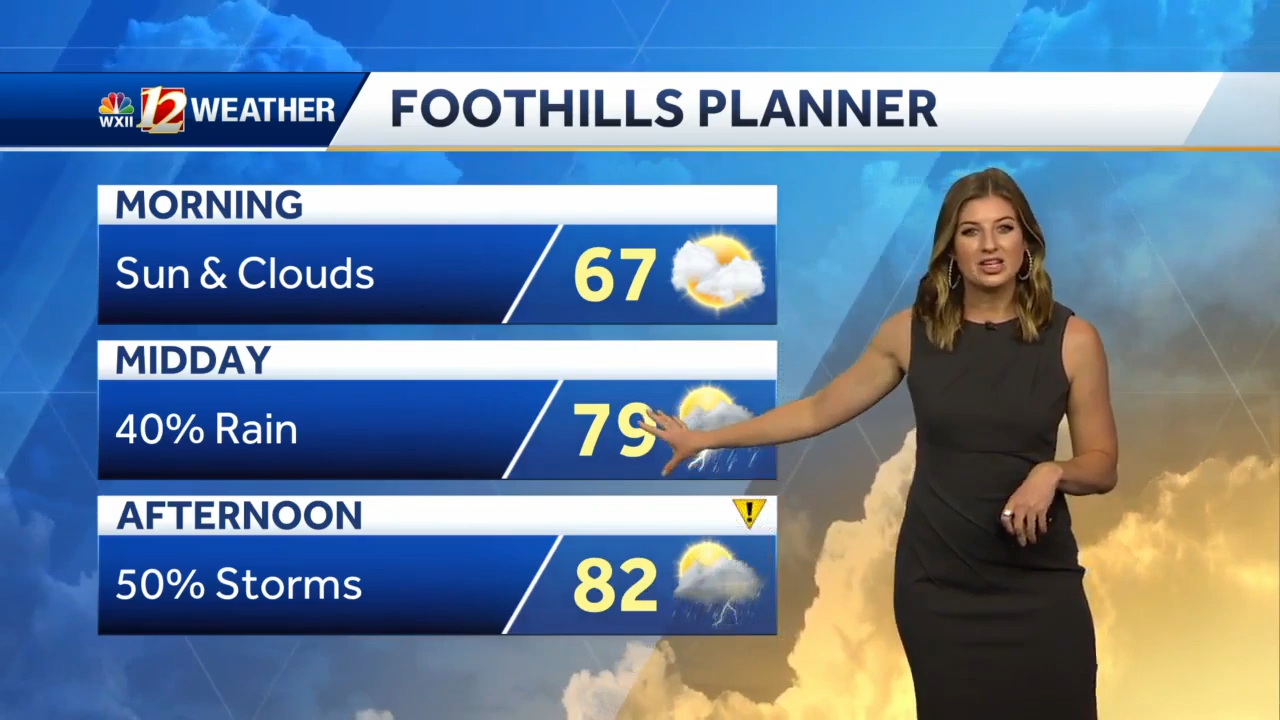 WXII 12 WEATHER
FOOTHILLS PLANNER
MORNING
Sun & Clouds 67
MIDDAY
40% Rain 79
AFTERNOON
50% Storms 82